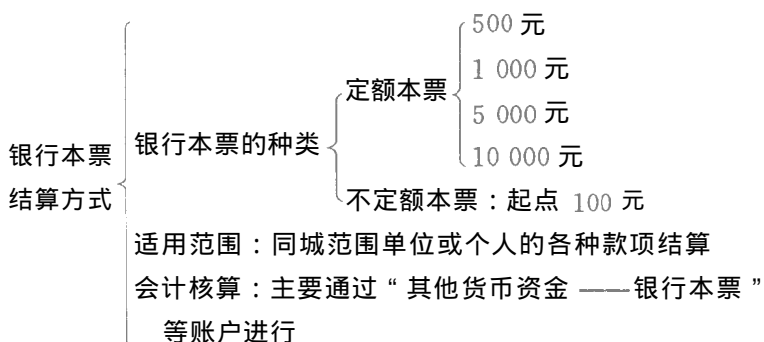 500 元
1 000 元
定额本票
5 000 元
10 000 元
银行本票的种类
银行本票
结算方式
不定额本票：起点 100 元
适用范围：同城范围单位或个人的各种款项结算
会计核算：主要通过“其他货币资金——银行本票”
等账户进行